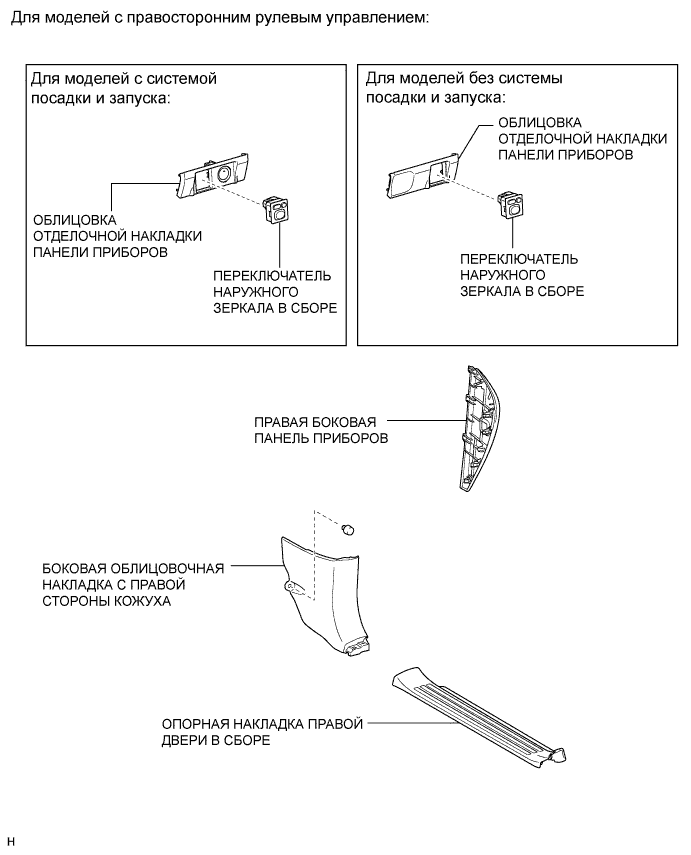 Для моделей с правосторонним рулевым управлением:
Для моделей с системой
посадки и запуска:
ОБЛИЦОВКА
ОТДЕЛОЧНОЙ НАКЛАДКИ
ПАНЕЛИ ПРИБОРОВ
ПЕРЕКЛЮЧАТЕЛЬ
НАРУЖНОГО
ЗЕРКАЛА В СБОРЕ
Для моделей без системы
посадки и запуска:
ОБЛИЦОВКА
ОТДЕЛОЧНОЙ НАКЛАДКИ
ПАНЕЛИ ПРИБОРОВ
ПЕРЕКЛЮЧАТЕЛЬ
НАРУЖНОГО
ЗЕРКАЛА В СБОРЕ
ПРАВАЯ БОКОВАЯ
ПАНЕЛЬ ПРИБОРОВ
БОКОВАЯ ОБЛИЦОВОЧНАЯ
НАКЛАДКА С ПРАВОЙ
СТОРОНЫ КОЖУХА
ОПОРНАЯ НАКЛАДКА ПРАВОЙ
ДВЕРИ В СБОРЕ
H